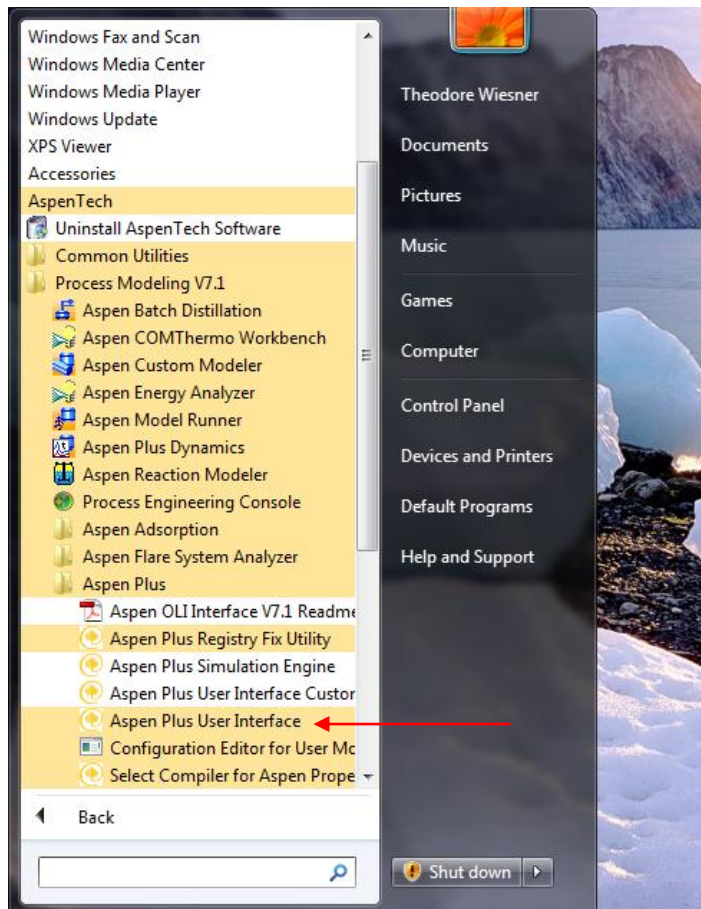 Windows Fax and Scan
Windows Media Center
Windows Media Player
Windows Update
XPS Viewer
Accessories
AspenTech
Uninstall AspenTech Software
Common Utilities
Process Modeling V7.1
Aspen Batch Distillation
Aspen COMThermo Workbench
Aspen Custom Modeler
Aspen Energy Analyzer
Aspen Model Runner
Aspen Plus Dynamics
Aspen Reaction Modeler
Process Engineering Console
Aspen Adsorption
Aspen Flare System Analyzer
Aspen Plus
Aspen OLI Interface V7.1 Readme
Aspen Plus Registry Fix Utility
Aspen Plus Simulation Engine
Aspen Plus User Interface Custor
Aspen Plus User Interface
Configuration Editor for User Mc
Select Compiler for Aspen Prope
Back
Theodore Wiesner
Documents
Pictures
Music
Games
Computer
Control Panel
Devices and Printers
Default Programs
Help and Support
Shut down